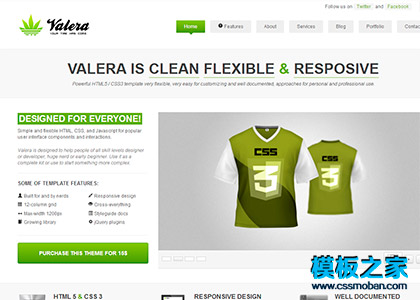 Follow us on Twitter and Facebook
Valera
Home Features About Services Blog Portfolio Contact
VALERA IS CLEAN FLEXIBLE & RESPOSIVE
Powerful HTML5 / CSS3 template very flexible, very easy for customizing and well documented, approaches for personal and professional use.
DESIGNED FOR EVERYONE!
Simple and flexible HTML, CSS, and Javascript for popular
user interface components and interactions.
Valera is designed to help people of all skill levels designer
or developer, huge nerd or early beginner. Use it as a
complete kit or use to start something more complex.
SOME OF TEMPLATE FEATURES:
Built for and by nerds Responsive design
12-column grid Cross-everything
Max width 1200px Styleguide docs
Growing library jQuery plugins
PURCHASE THIS THEME FOR 10$
CSS
3
CSS
3
HTML 5 & CSS 3
RESPONSIVE DESIGN
WELL DOCUMENTED
模板之家
www.cssmoban.com